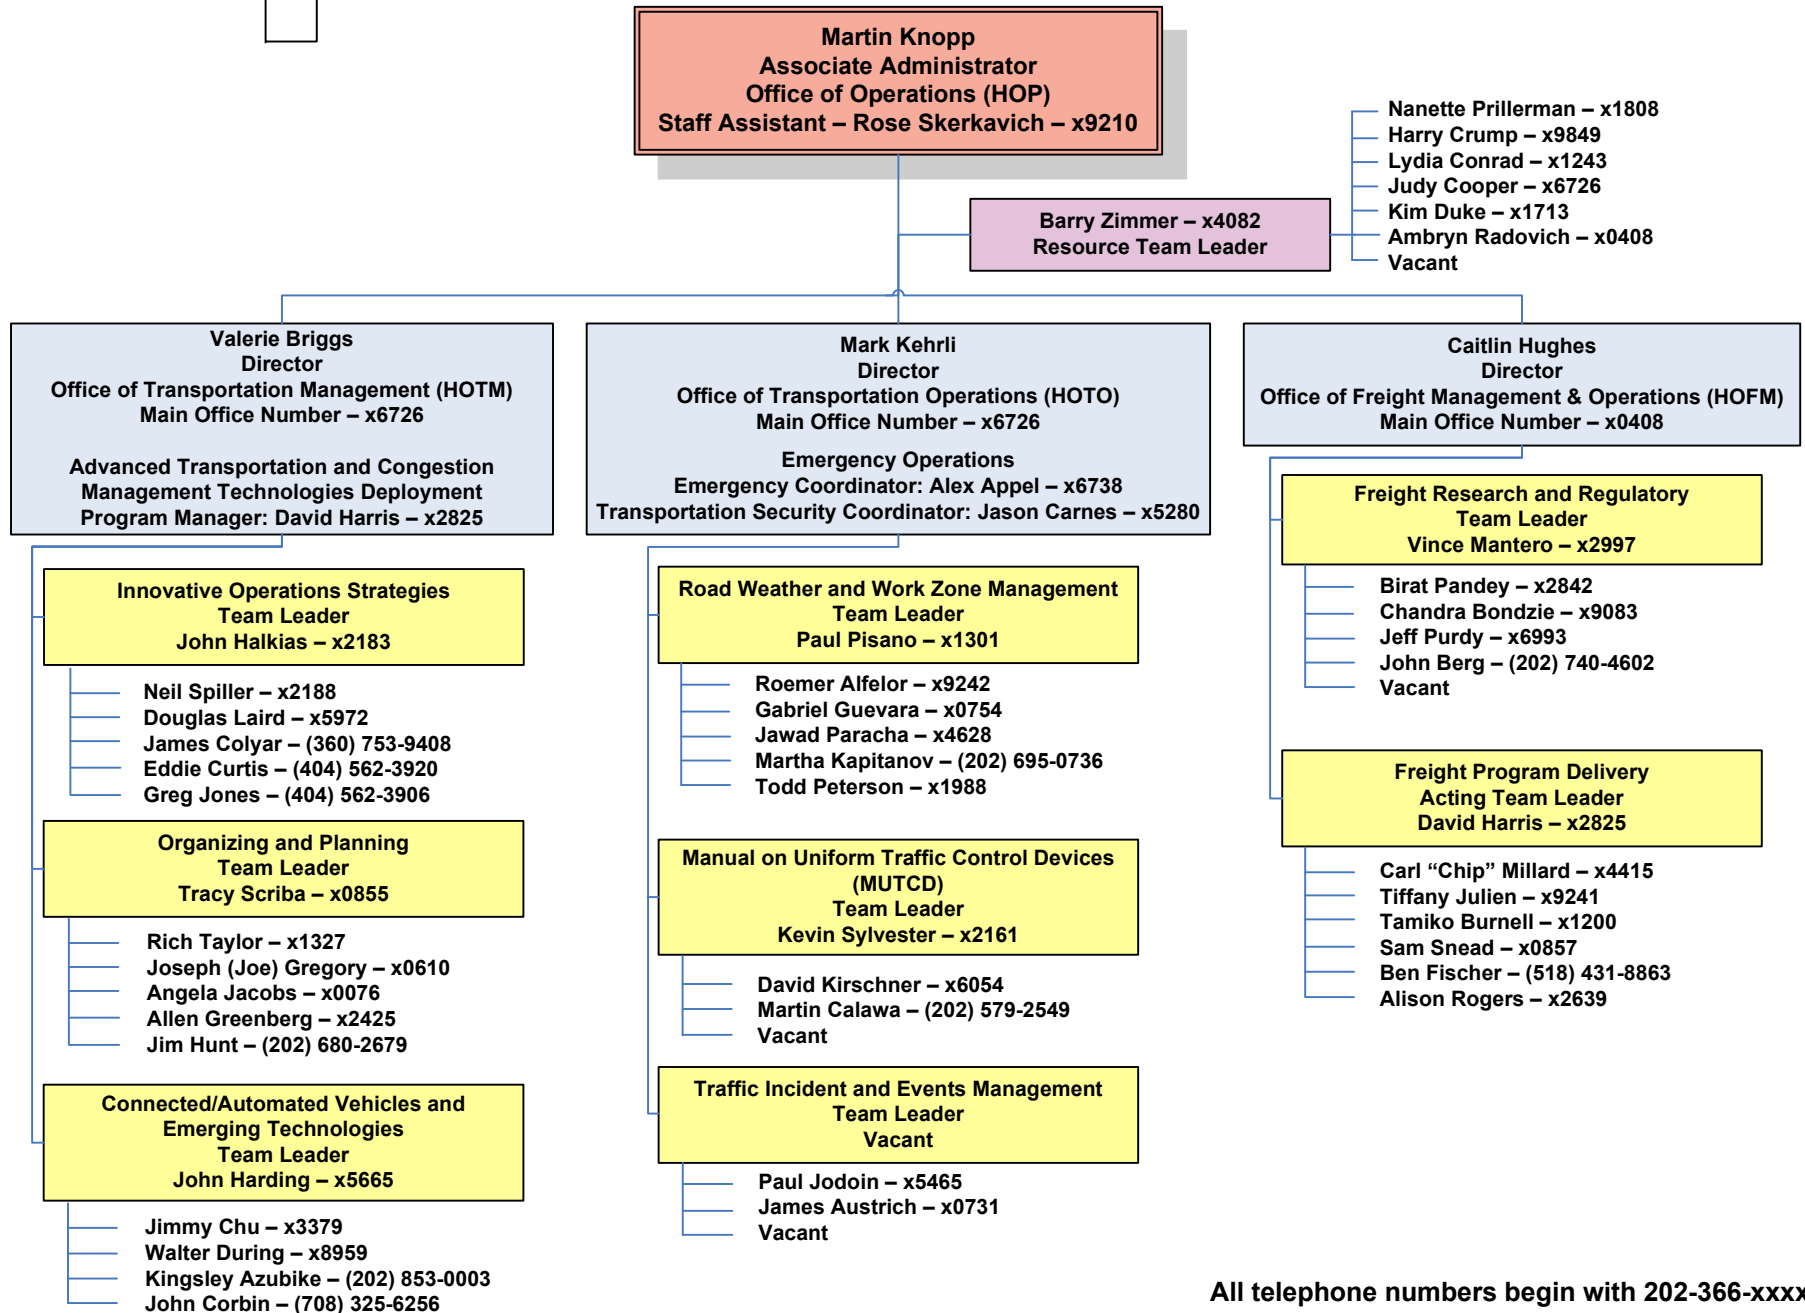 Martin Knopp
Associate Administrator
Office of Operations (HOP)
Staff Assistant – Rose Skerkavich – x9210
Barry Zimmer – x4082
Resource Team Leader
Nanette Prillerman – x1808
Harry Crump – x9849
Lydia Conrad – x1243
Judy Cooper – x6726
Kim Duke – x1713
Ambryn Radovich – x0408
Vacant
Valerie Briggs
Director
Office of Transportation Management (HOTM)
Main Office Number – x6726
Advanced Transportation and Congestion
Management Technologies Deployment
Program Manager: David Harris – x2825
Innovative Operations Strategies
Team Leader
John Halkias – x2183
Neil Spiller – x2188
Douglas Laird – x5972
James Colyar – (360) 753-9408
Eddie Curtis – (404) 562-3920
Greg Jones – (404) 562-3906
Organizing and Planning
Team Leader
Tracy Scriba – x0855
Rich Taylor – x1327
Joseph (Joe) Gregory – x0610
Angela Jacobs – x0076
Allen Greenberg – x2425
Jim Hunt – (202) 680-2679
Connected/Automated Vehicles and
Emerging Technologies
Team Leader
John Harding – x5665
Jimmy Chu – x3379
Walter During – x8959
Kingsley Azubike – (202) 853-0003
John Corbin – (708) 325-6256
Mark Kehrli
Director
Office of Transportation Operations (HOTO)
Main Office Number – x6726
Emergency Operations
Emergency Coordinator: Alex Appel – x6738
Transportation Security Coordinator: Jason Carnes – x5280
Road Weather and Work Zone Management
Team Leader
Paul Pisano – x1301
Roemer Alfelor – x9242
Gabriel Guevara – x0754
Jawad Paracha – x4628
Martha Kapitanov – (202) 695-0736
Todd Peterson – x1988
Manual on Uniform Traffic Control Devices
(MUTCD)
Team Leader
Kevin Sylvester – x2161
David Kirschner – x6054
Martin Calawa – (202) 579-2549
Vacant
Traffic Incident and Events Management
Team Leader
Vacant
Paul Jodoin – x5465
James Austrich – x0731
Vacant
Caitlin Hughes
Director
Office of Freight Management & Operations (HOFM)
Main Office Number – x0408
Freight Research and Regulatory
Team Leader
Vince Mantero – x2997
Birat Pandey – x2842
Chandra Bondzie – x9083
Jeff Purdy – x6993
John Berg – (202) 740-4602
Vacant
Freight Program Delivery
Acting Team Leader
David Harris – x2825
Carl “Chip” Millard – x4415
Tiffany Julien – x9241
Tamiko Burnell – x1200
Sam Snead – x0857
Ben Fischer – (518) 431-8863
Alison Rogers – x2639
All telephone numbers begin with 202-366-xxxx